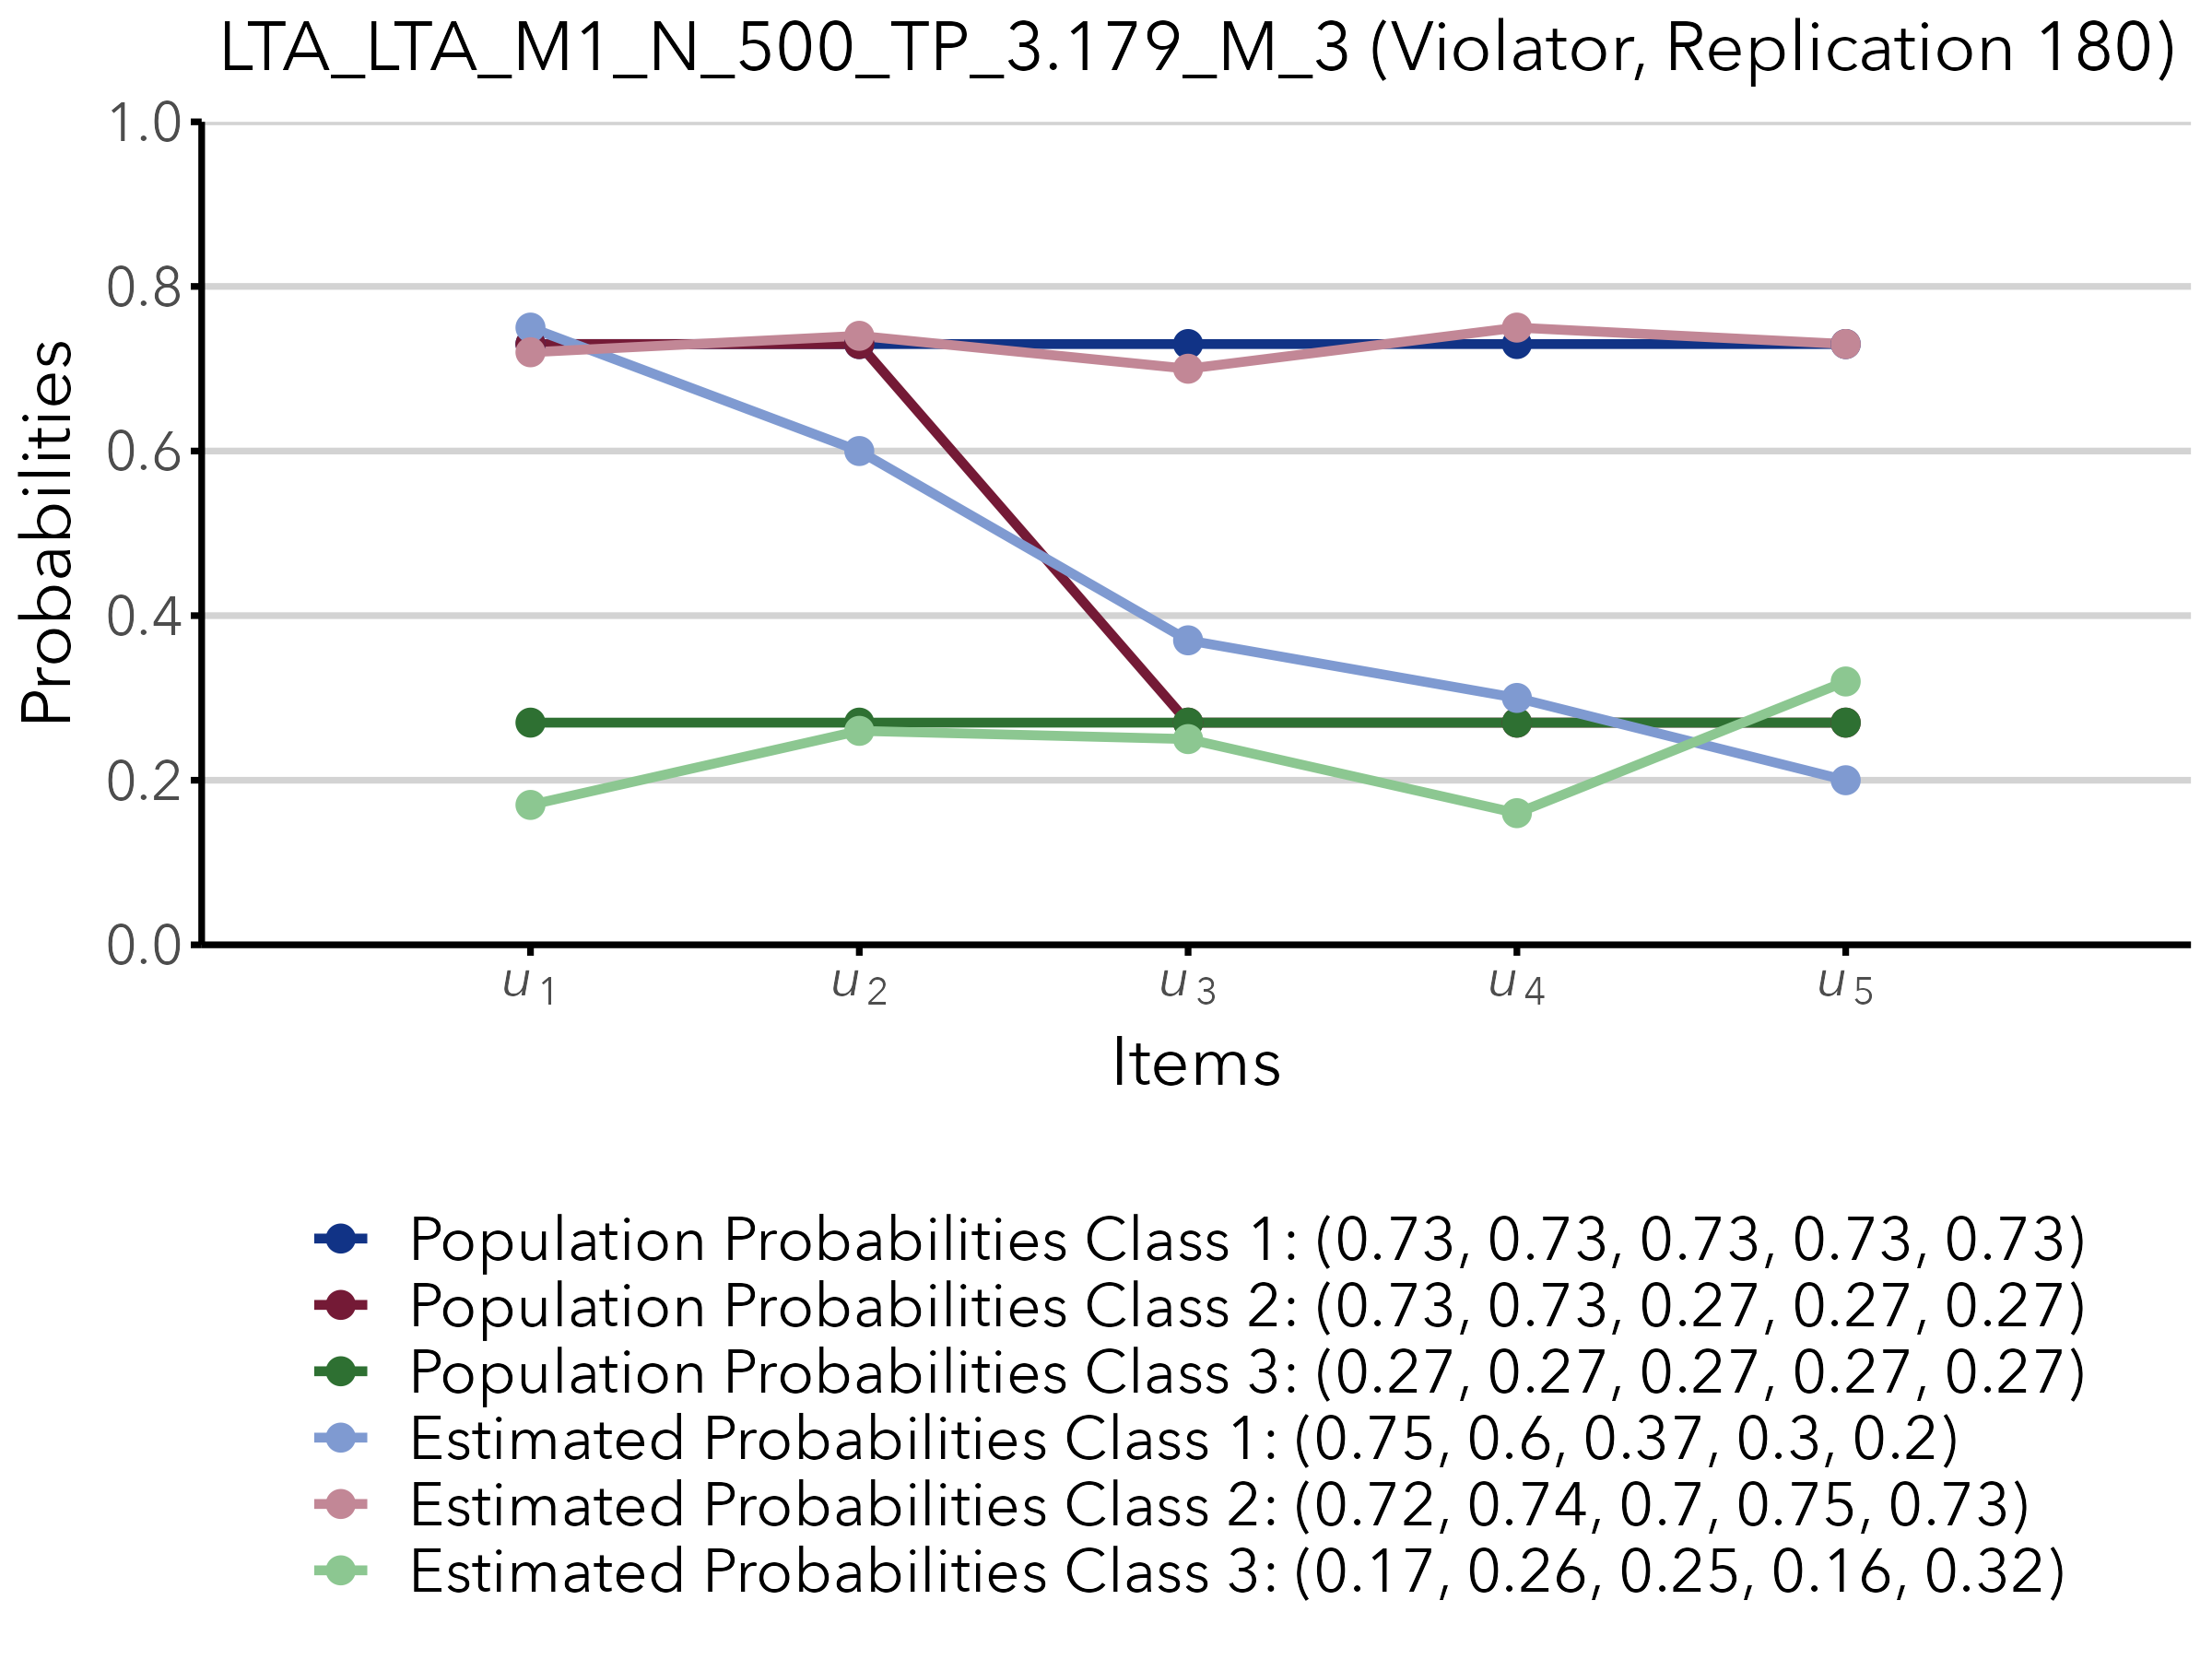 LTA_LTA_M1_N_500_TP_3.179_M_3 (Violator, Replication 180)
1.0
0.8
0.6
0.4
0.2
0.0
Probabilities
u1 u2 u3 u4 u5
Items
Population Probabilities Class 1: (0.73, 0.73, 0.73, 0.73, 0.73)
Population Probabilities Class 2: (0.73, 0.73, 0.27, 0.27, 0.27)
Population Probabilities Class 3: (0.27, 0.27, 0.27, 0.27, 0.27)
Estimated Probabilities Class 1: (0.75, 0.6, 0.37, 0.3, 0.2)
Estimated Probabilities Class 2: (0.72, 0.74, 0.7, 0.75, 0.73)
Estimated Probabilities Class 3: (0.17, 0.26, 0.25, 0.16, 0.32)